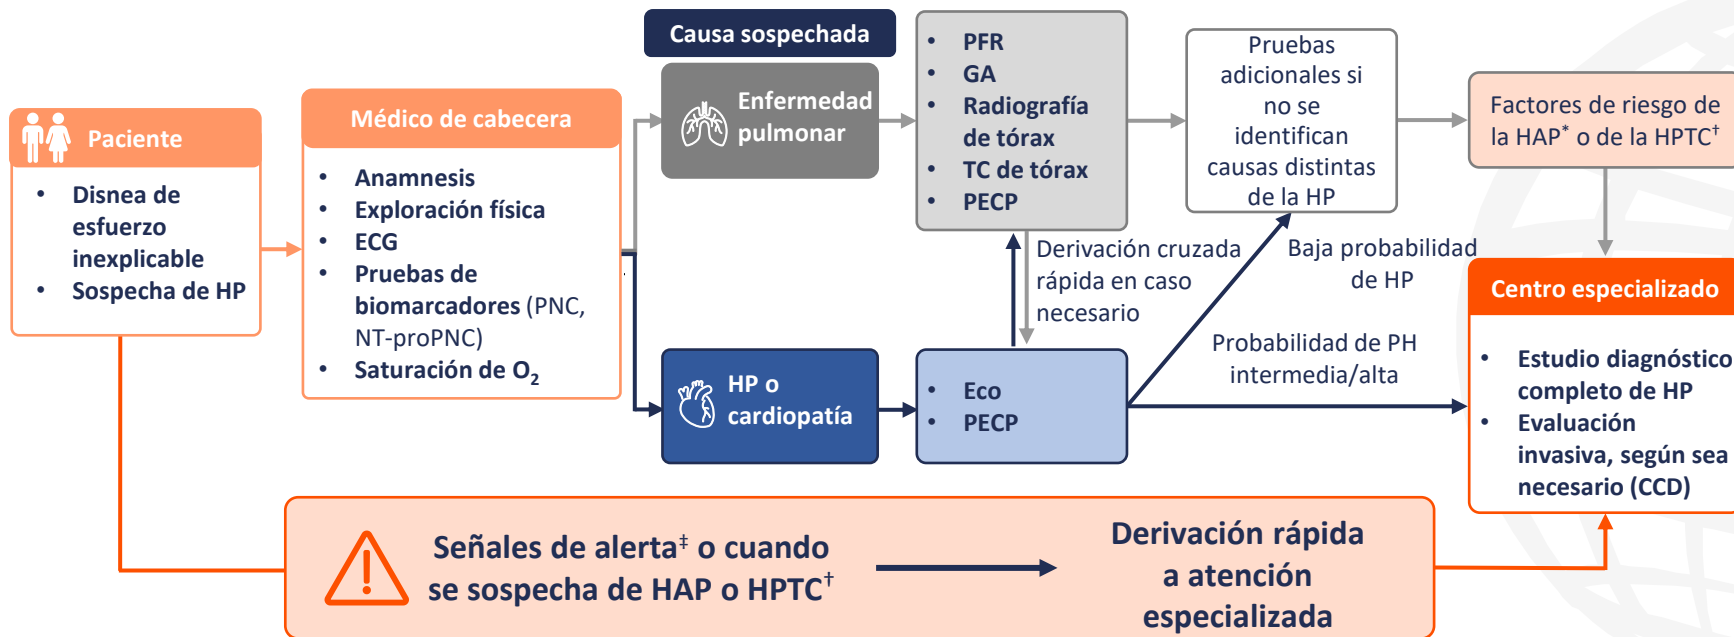 Paciente
• Disnea de
esfuerzo
inexplicable
• Sospecha de HP
Médico de cabecera
• Anamnesis
• Exploración física
• ECG
• Pruebas de
biomarcadores (PNC,
NT-proPNC)
• Saturación de O₂
Causa sospechada
Enfermedad
pulmonar
HP o
cardiopatía
• PFR
• GA
• Radiografía
de tórax
• TC de tórax
• PECP
Derivación cruzada
rápida en caso
necesario
• Eco
• PECP
Pruebas
adicionales si
no se
identifican
causas distintas
de la HP
Baja probabilidad
de HP
Probabilidad de PH
intermedia/alta
Factores de riesgo de
la HAP* o de la HPTC†
Centro especializado
• Estudio diagnóstico
completo de HP
• Evaluación
invasiva, según sea
necesario (CCD)
Señales de alerta‡ o cuando
se sospecha de HAP o HPTC†
Derivación rápida
a atención
especializada